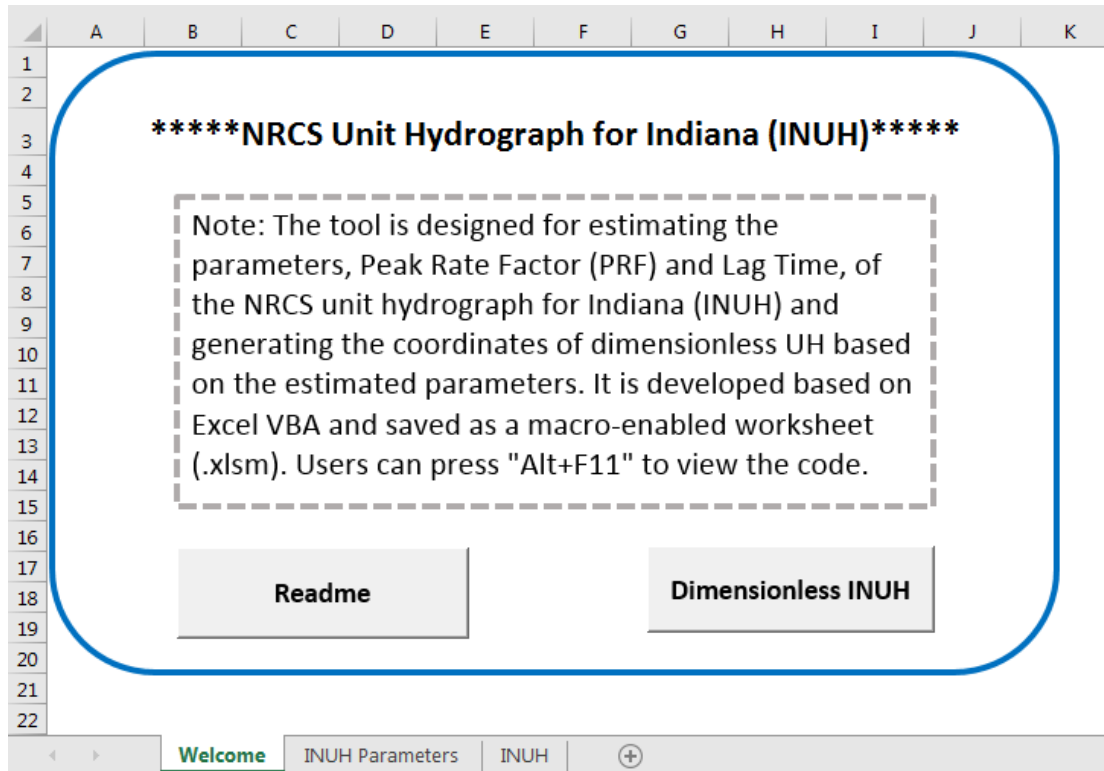 A B C D E F G H I J K
1
2
3
4
5
6
7
8
9
10
11
12
13
14
15
16
17
18
19
20
21
22
*****NRCS Unit Hydrograph for Indiana (INUH)*****
Note: The tool is designed for estimating the
parameters, Peak Rate Factor (PRF) and Lag Time, of
the NRCS unit hydrograph for Indiana (INUH) and
generating the coordinates of dimensionless UH based
on the estimated parameters. It is developed based on
Excel VBA and saved as a macro-enabled worksheet
(.xlsm). Users can press "Alt+F11" to view the code.
Readme
Dimensionless INUH
Welcome INUH Parameters INUH